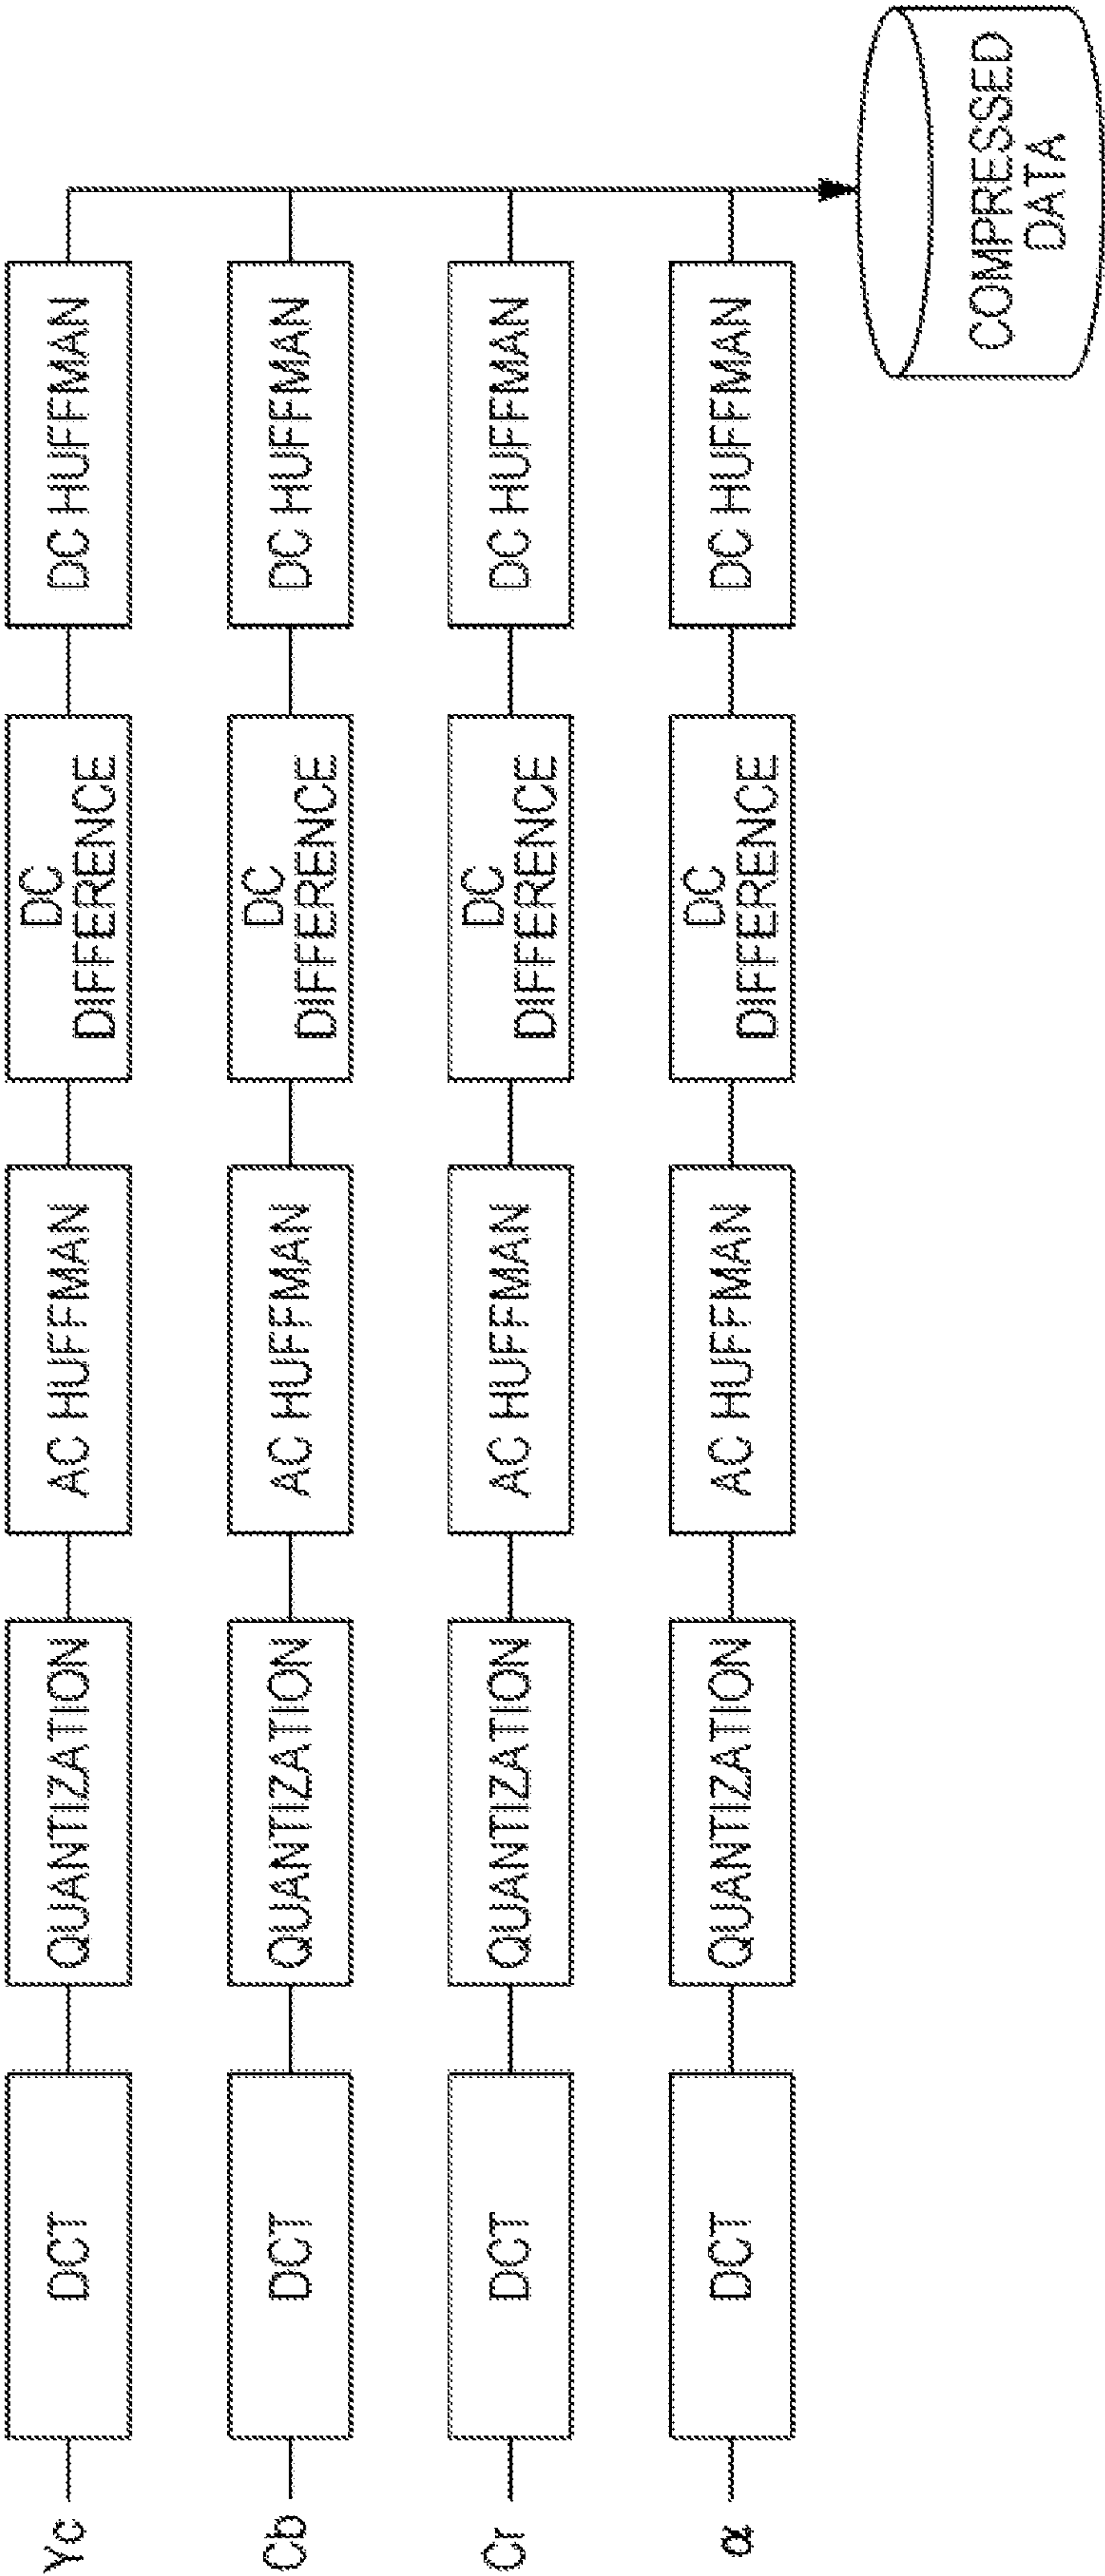 Yc
DCT
QUANTIZATION
AC HUFFMAN
DC
DIFFERENCE
DC HUFFMAN
Cb
DCT
QUANTIZATION
AC HUFFMAN
DC
DIFFERENCE
DC HUFFMAN
Cr
DCT
QUANTIZATION
AC HUFFMAN
DC
DIFFERENCE
DC HUFFMAN
α
DCT
QUANTIZATION
AC HUFFMAN
DC
DIFFERENCE
DC HUFFMAN
COMPRESSED
DATA